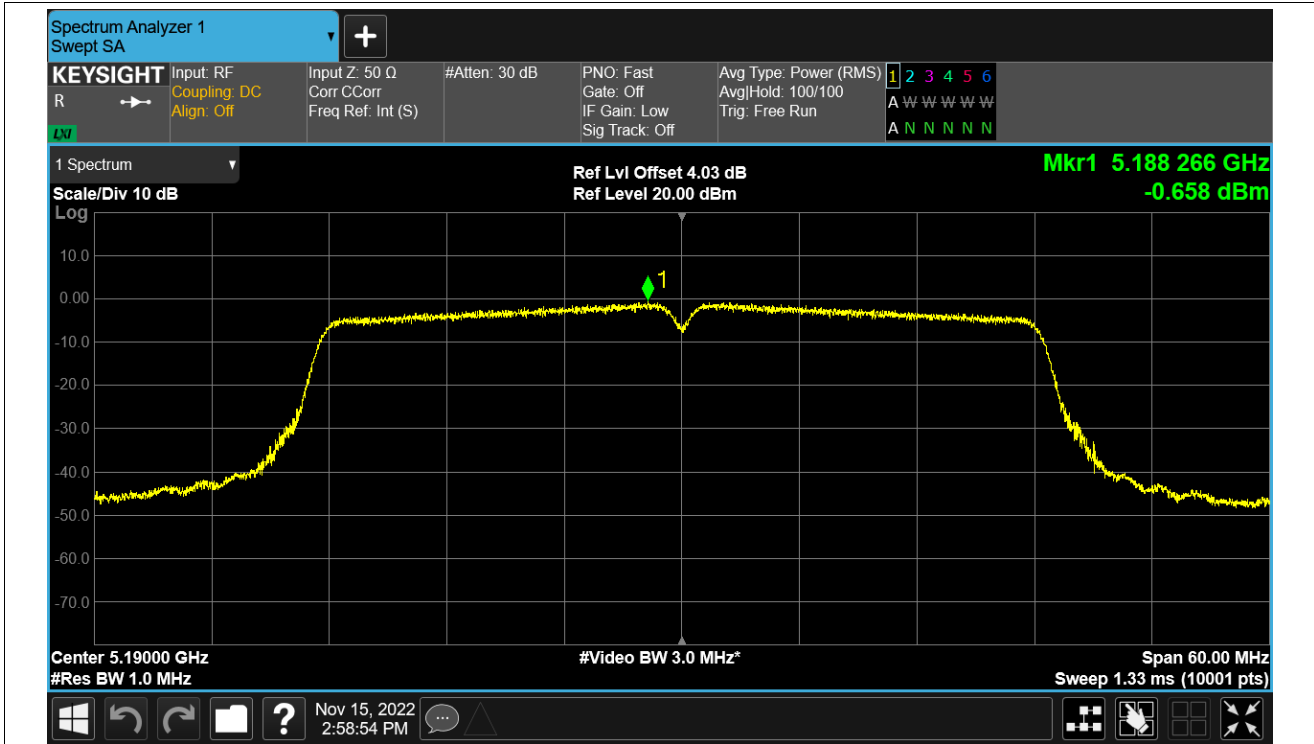 Spectrum Analyzer 1
Swept SA
KEYSIGHT
R
LXI
Input: RF
Coupling: DC
Align: Off
Input Z: 50 Ω
Corr CCorr
Freq Ref: Int (S)
#Atten: 30 dB
PNO: Fast
Gate: Off
IF Gain: Low
Sig Track: Off
Avg Type: Power (RMS)
Avg|Hold: 100/100
Trig: Free Run
1 2 3 4 5 6
A W W W W W
A N N N N N
1 Spectrum
Scale/Div 10 dB
Log
Ref Lvl Offset 4.03 dB
Ref Level 20.00 dBm
Mkr1 5.188 266 GHz
-0.658 dBm
10.0
0.00
-10.0
-20.0
-30.0
-40.0
-50.0
-60.0
-70.0
1
Center 5.19000 GHz
#Res BW 1.0 MHz
#Video BW 3.0 MHz*
Span 60.00 MHz
Sweep 1.33 ms (10001 pts)
?
Nov 15, 2022
2:58:54 PM